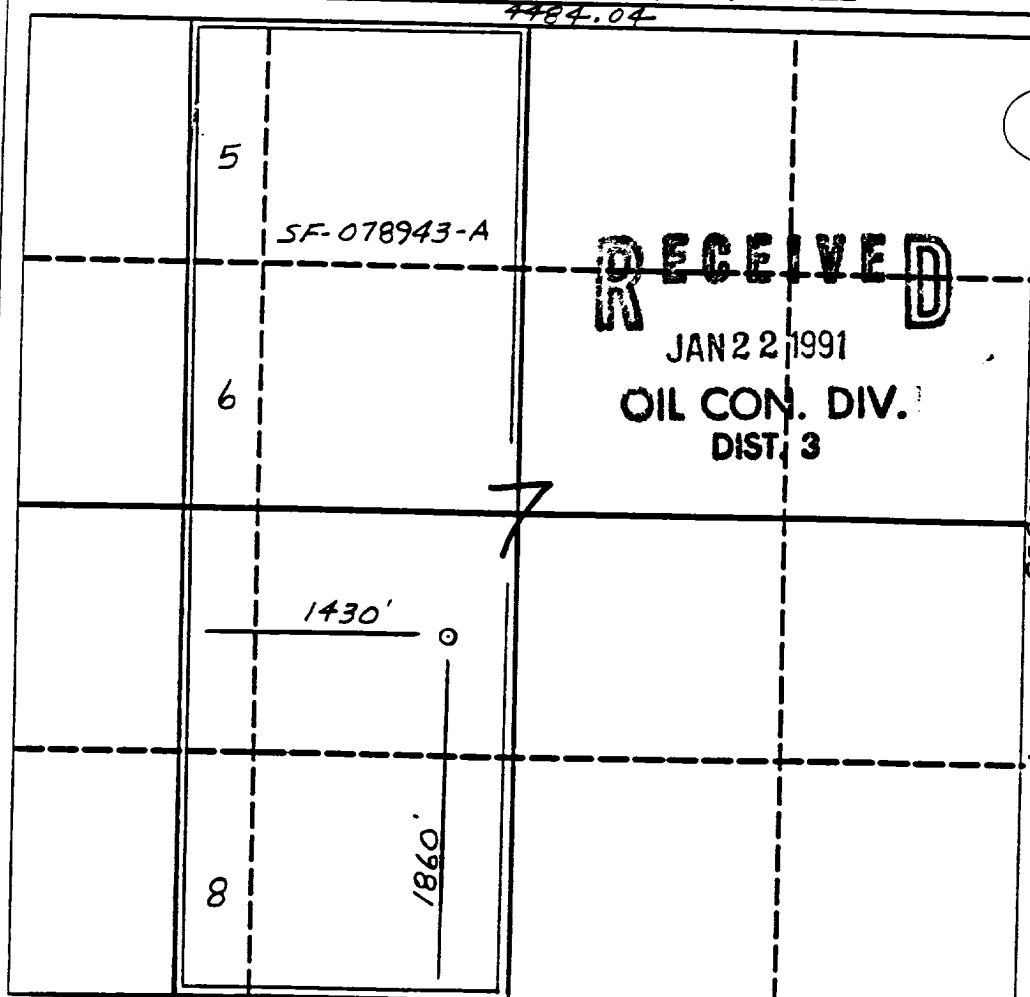 4484.04
5
SF-078943-A
RECEIVED
JAN 22 1991
OIL CON. DIV.
DIST. 3
6
7
1430'
1860'
8